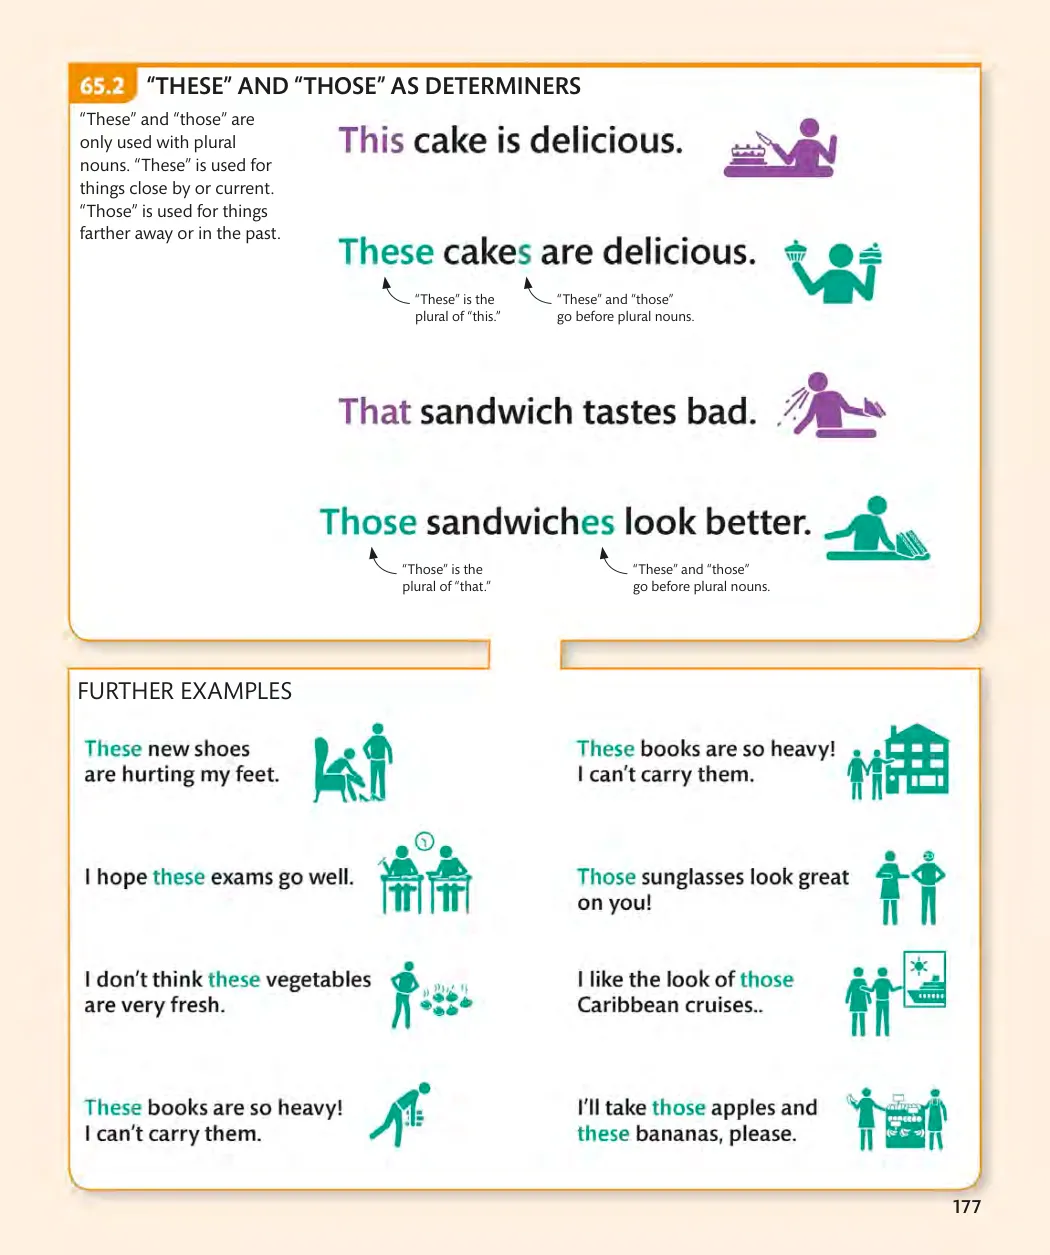 65.2 “THESE” AND “THOSE” AS DETERMINERS
“These” and “those” are
only used with plural
nouns. “These” is used for
things close by or current.
“Those” is used for things
farther away or in the past.
This cake is delicious.
These cakes are delicious.
“These” is the
plural of “this.”
“These” and “those”
go before plural nouns.
That sandwich tastes bad.
Those sandwiches look better.
“Those” is the
plural of “that.”
“These” and “those”
go before plural nouns.
FURTHER EXAMPLES
These new shoes
are hurting my feet.
I hope these exams go well.
I don’t think these vegetables
are very fresh.
These books are so heavy!
I can’t carry them.
These books are so heavy!
I can’t carry them.
Those sunglasses look great
on you!
I like the look of those
Caribbean cruises..
I’ll take those apples and
these bananas, please.
177